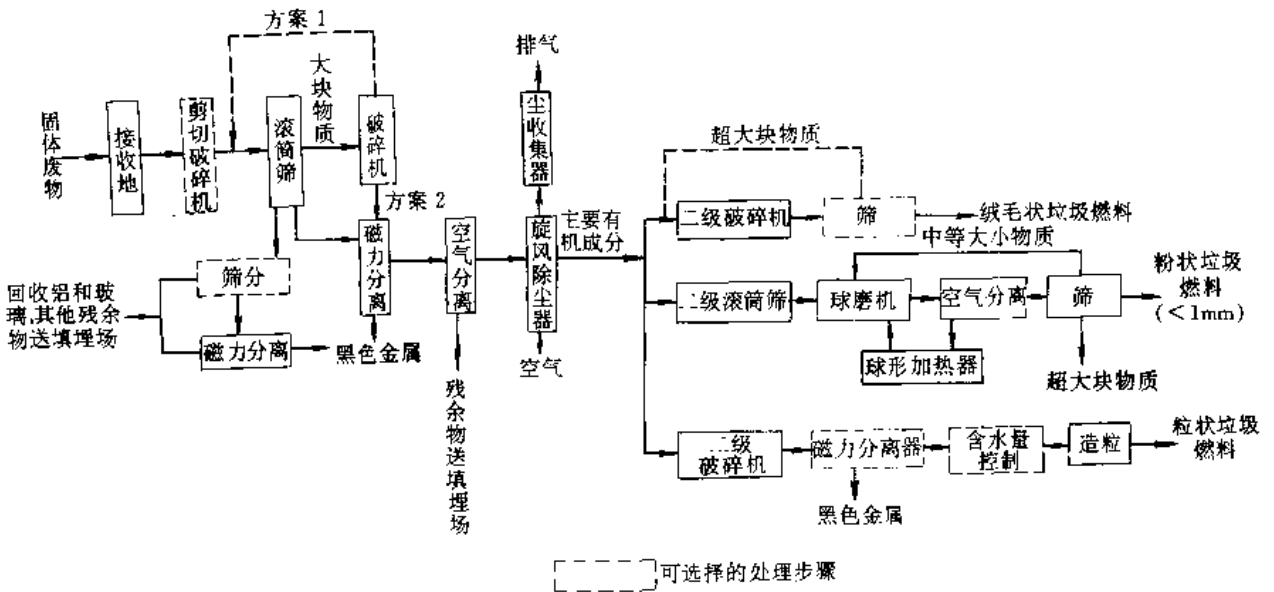 方案1
排气
大块物质
固体废物
接收地
剪切破碎机
滚筒筛
破碎机
尘收集器
超大块物质
方案2
二级破碎机
筛
绒毛状垃圾燃料
磁力分离
空气分离
旋风除尘器
主要有
机成分
中等大小物质
筛分
回收铝和玻
璃,其他残余
物送填埋场
二级滚筒筛
球磨机
空气分离
筛
粉状垃圾
燃料
(<1mm)
磁力分离
黑色金属
空气
球形加热器
超大块物质
残余物送填埋场
二级
破碎机
磁力分离器
含水量
控制
造粒
粒状垃圾
燃料
黑色金属
可选择的处理步骤